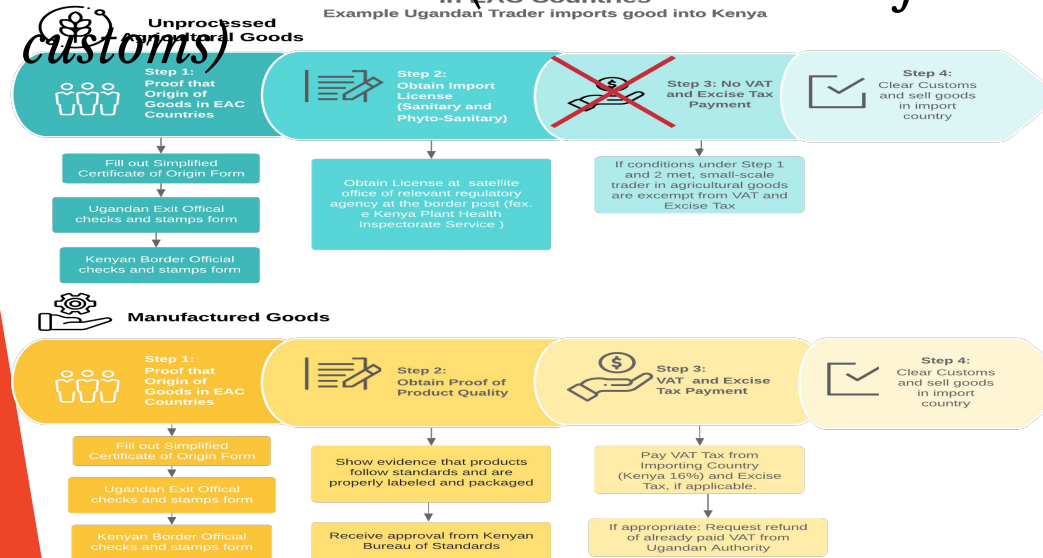 in EAC Countries
Example Ugandan Trader imports good into Kenya
customs)
Unprocessed
Agricultural Goods
Step 1:
Proof that
Origin of
Goods in EAC
Countries
Step 2:
Obtain Import
License
(Sanitary and
Phyto-Sanitary)
Step 3: No VAT
and Excise Tax
Payment
Step 4:
Clear Customs
and sell goods
in import
country
Fill out Simplified
Certificate of Origin Form
Ugandan Exit Offical
checks and stamps form
Kenyan Border Official
checks and stamps form
Obtain License at satellite
office of relevant regulatory
agency at the border post (fex.
e Kenya Plant Health
Inspectorate Service )
If conditions under Step 1
and 2 met, small-scale
trader in agricultural goods
are excempt from VAT and
Excise Tax
Manufactured Goods
Step 1:
Proof that
Origin of
Goods in EAC
Countries
Step 2:
Obtain Proof of
Product Quality
Step 3:
VAT and Excise
Tax Payment
Step 4:
Clear Customs
and sell goods
in import
country
Fill out Simplified
Certificate of Origin Form
Ugandan Exit Offical
checks and stamps form
Kenyan Border Official
checks and stamps form
Show evidence that products
follow standards and are
properly labeled and packaged
Receive approval from Kenyan
Bureau of Standards
Pay VAT Tax from
Importing Country
(Kenya 16%) and Excise
Tax, if applicable.
If appropriate: Request refund
of already paid VAT from
Ugandan Authority